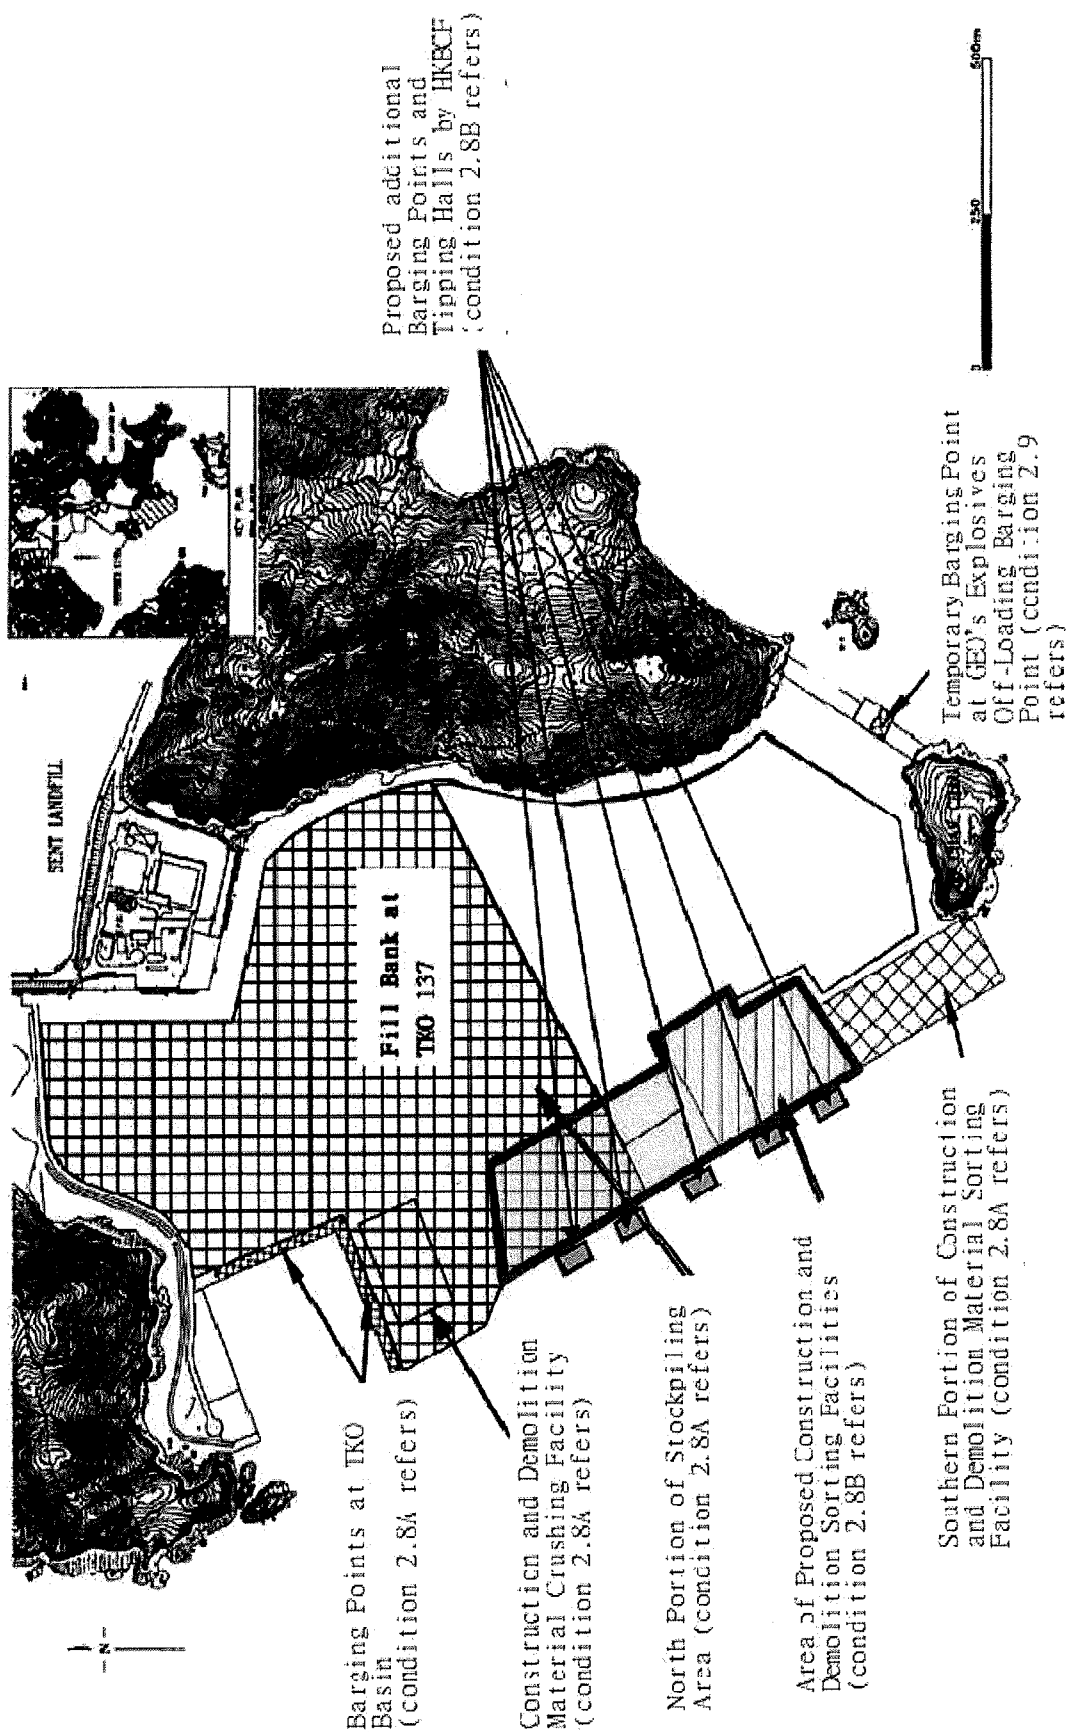 Proposed additional
Barging Points and
Tipping Halls by HKBCF
(condition 2.8B refers)
KEY PLAN
SENT LANDFILL
Fill Bank at
TKO 137
0
250
500m
Temporary Barging Point
at GEO's Explosives
Off-Loading Barging
Point (condition 2.9
refers)
N
Barging Points at TKO
Basin
(condition 2.8A refers)
Construction and Demolition
Material Crushing Facility
(condition 2.8A refers)
North Portion of Stockpiling
Area (condition 2.8A refers)
Area of Proposed Construction and
Demolition Sorting Facilities
(condition 2.8B refers)
Southern Portion of Construction
and Demolition Material Sorting
Facility (condition 2.8A refers)